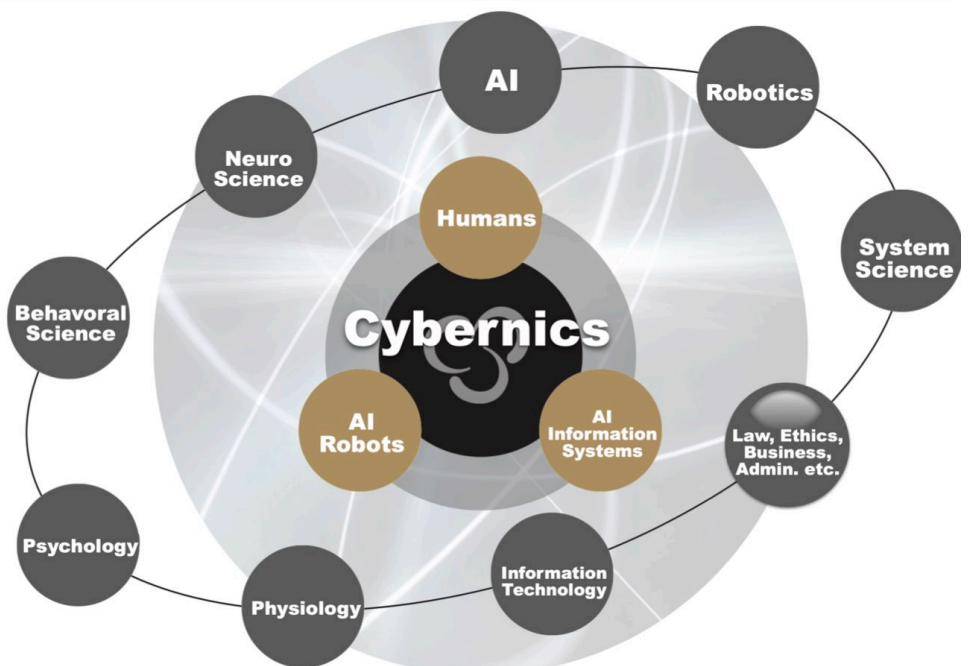 AI
Robotics
Neuro
Science
Humans
System
Science
Behavoral
Science
Cybernics
AI
Robots
AI
Information
Systems
Law, Ethics,
Business,
Admin. etc.
Psychology
Information
Technology
Physiology